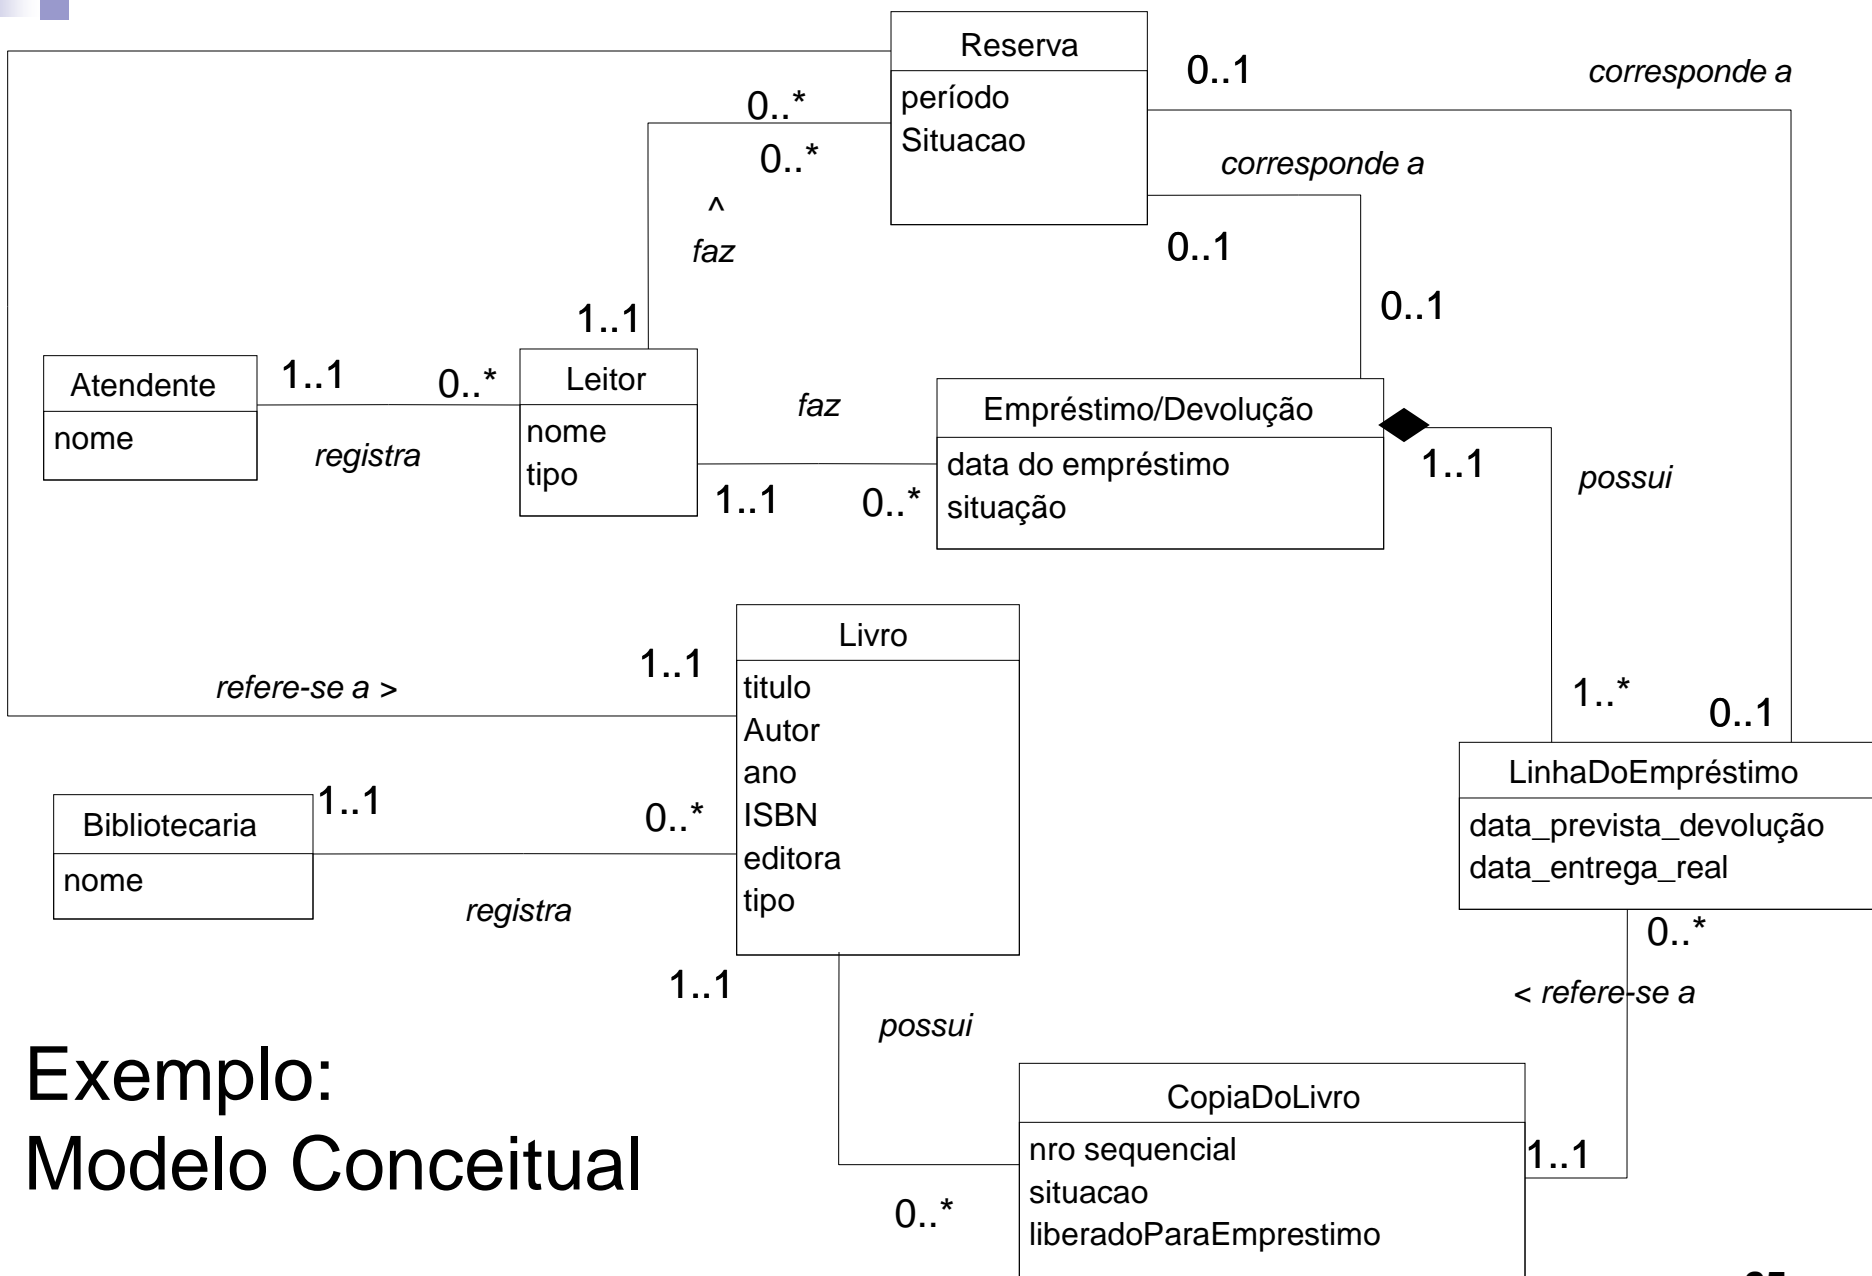 Reserva
período
Situacao
0..1
corresponde a
0..*
0..*
corresponde a
^
faz
0..1
1..1
0..1
Atendente
nome
1..1
0..*
registra
Leitor
nome
tipo
faz
1..1
0..*
Empréstimo/Devolução
data do empréstimo
situação
1..1
possui
Livro
titulo
Autor
ano
ISBN
editora
tipo
1..1
refere-se a >
1..*
0..1
LinhaDoEmpréstimo
data_prevista_devolução
data_entrega_real
Bibliotecaria
nome
1..1
0..*
registra
0..*
< refere-se a
1..1
possui
Exemplo:
Modelo Conceitual
CopiaDoLivro
nro sequencial
situacao
liberadoParaEmprestimo
1..1
0..*